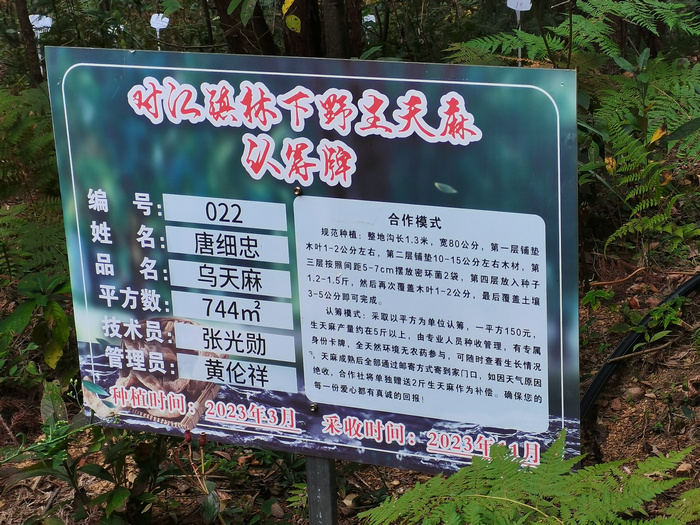 对江旗林下野生天麻
认筹牌
编 号: 022
姓 名: 唐细忠
品 名: 乌天麻
平方数: 744m²
技术员: 张光勋
管理员: 黄伦祥
种植时间: 2023年3月
采收时间: 2023年 1月
合作模式
规范种植: 整地沟长1.3米, 宽80公分, 第一层铺垫
木叶1-2公分左右, 第二层铺垫10-15公分左右木材, 第
三层按照间距5-7cm摆放密环菌2袋, 第四层放入种子
1.2-1.5斤, 然后再次覆盖木叶1-2公分, 最后覆盖土壤
3-5公分即可完成。
认筹模式: 采取以平方为单位认筹, 一平方150元,
生天麻产量约在5斤以上, 由专业人员种收管理, 有专属
身份卡牌, 全天然环境无农药参与, 可随时查看生长情况
, 天麻成熟后全部通过邮寄方式寄到家门口, 如因天气原因
绝收, 合作社将单独赠送2斤生天麻作为补偿。确保您的
每一份爱心都有真诚的回报!